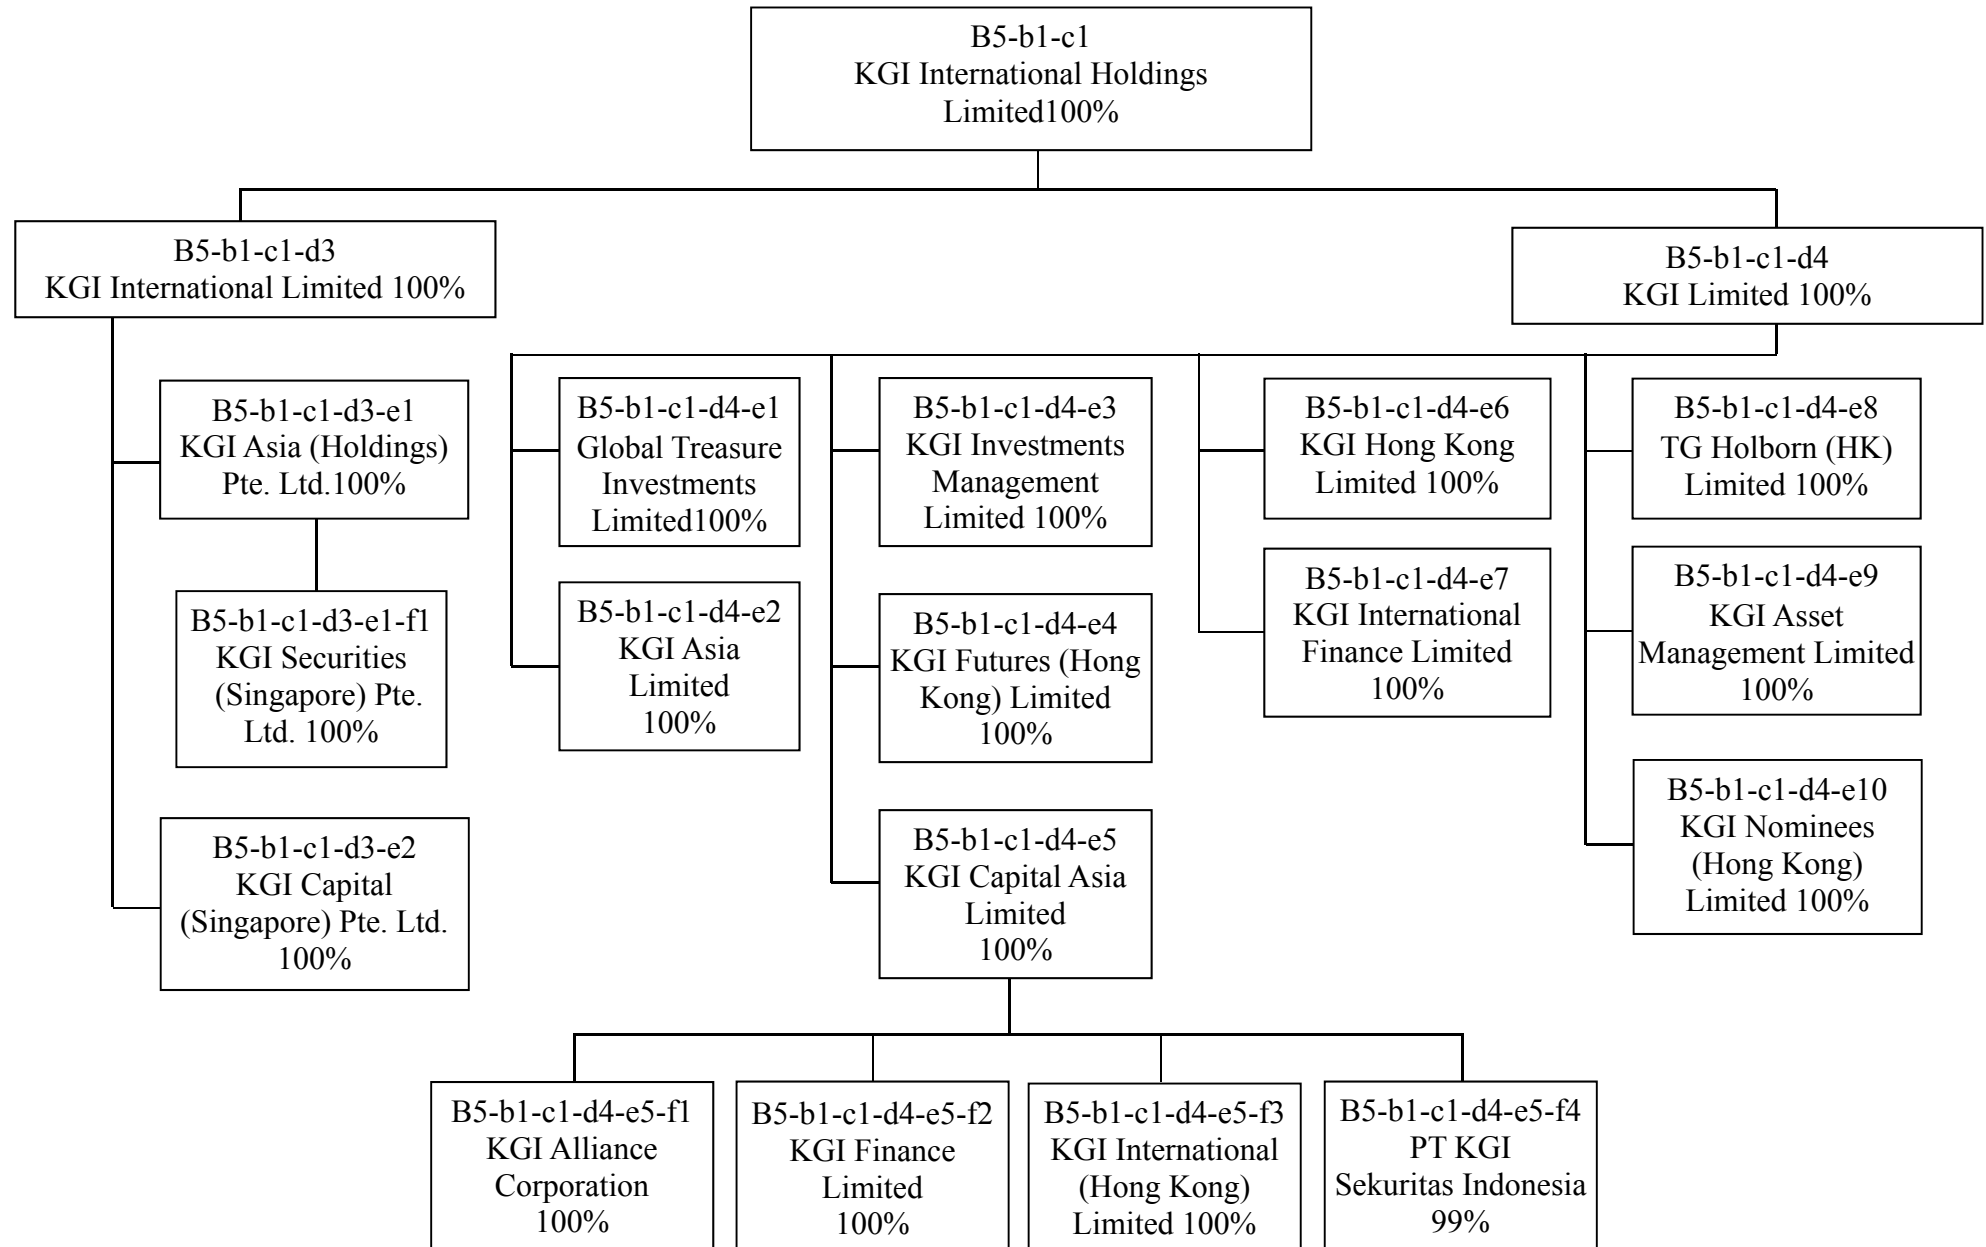 B5-b1-c1
KGI International Holdings
Limited100%
B5-b1-c1-d3
KGI International Limited 100%
B5-b1-c1-d4
KGI Limited 100%
B5-b1-c1-d3-e1
KGI Asia (Holdings)
Pte. Ltd.100%
B5-b1-c1-d3-e1-f1
KGI Securities
(Singapore) Pte.
Ltd. 100%
B5-b1-c1-d3-e2
KGI Capital
(Singapore) Pte. Ltd.
100%
B5-b1-c1-d4-e1
Global Treasure
Investments
Limited100%
B5-b1-c1-d4-e2
KGI Asia
Limited
100%
B5-b1-c1-d4-e3
KGI Investments
Management
Limited 100%
B5-b1-c1-d4-e4
KGI Futures (Hong
Kong) Limited
100%
B5-b1-c1-d4-e5
KGI Capital Asia
Limited
100%
B5-b1-c1-d4-e6
KGI Hong Kong
Limited 100%
B5-b1-c1-d4-e7
KGI International
Finance Limited
100%
B5-b1-c1-d4-e8
TG Holborn (HK)
Limited 100%
B5-b1-c1-d4-e9
KGI Asset
Management Limited
100%
B5-b1-c1-d4-e10
KGI Nominees
(Hong Kong)
Limited 100%
B5-b1-c1-d4-e5-f1
KGI Alliance
Corporation
100%
B5-b1-c1-d4-e5-f2
KGI Finance
Limited
100%
B5-b1-c1-d4-e5-f3
KGI International
(Hong Kong)
Limited 100%
B5-b1-c1-d4-e5-f4
PT KGI
Sekuritas Indonesia
99%